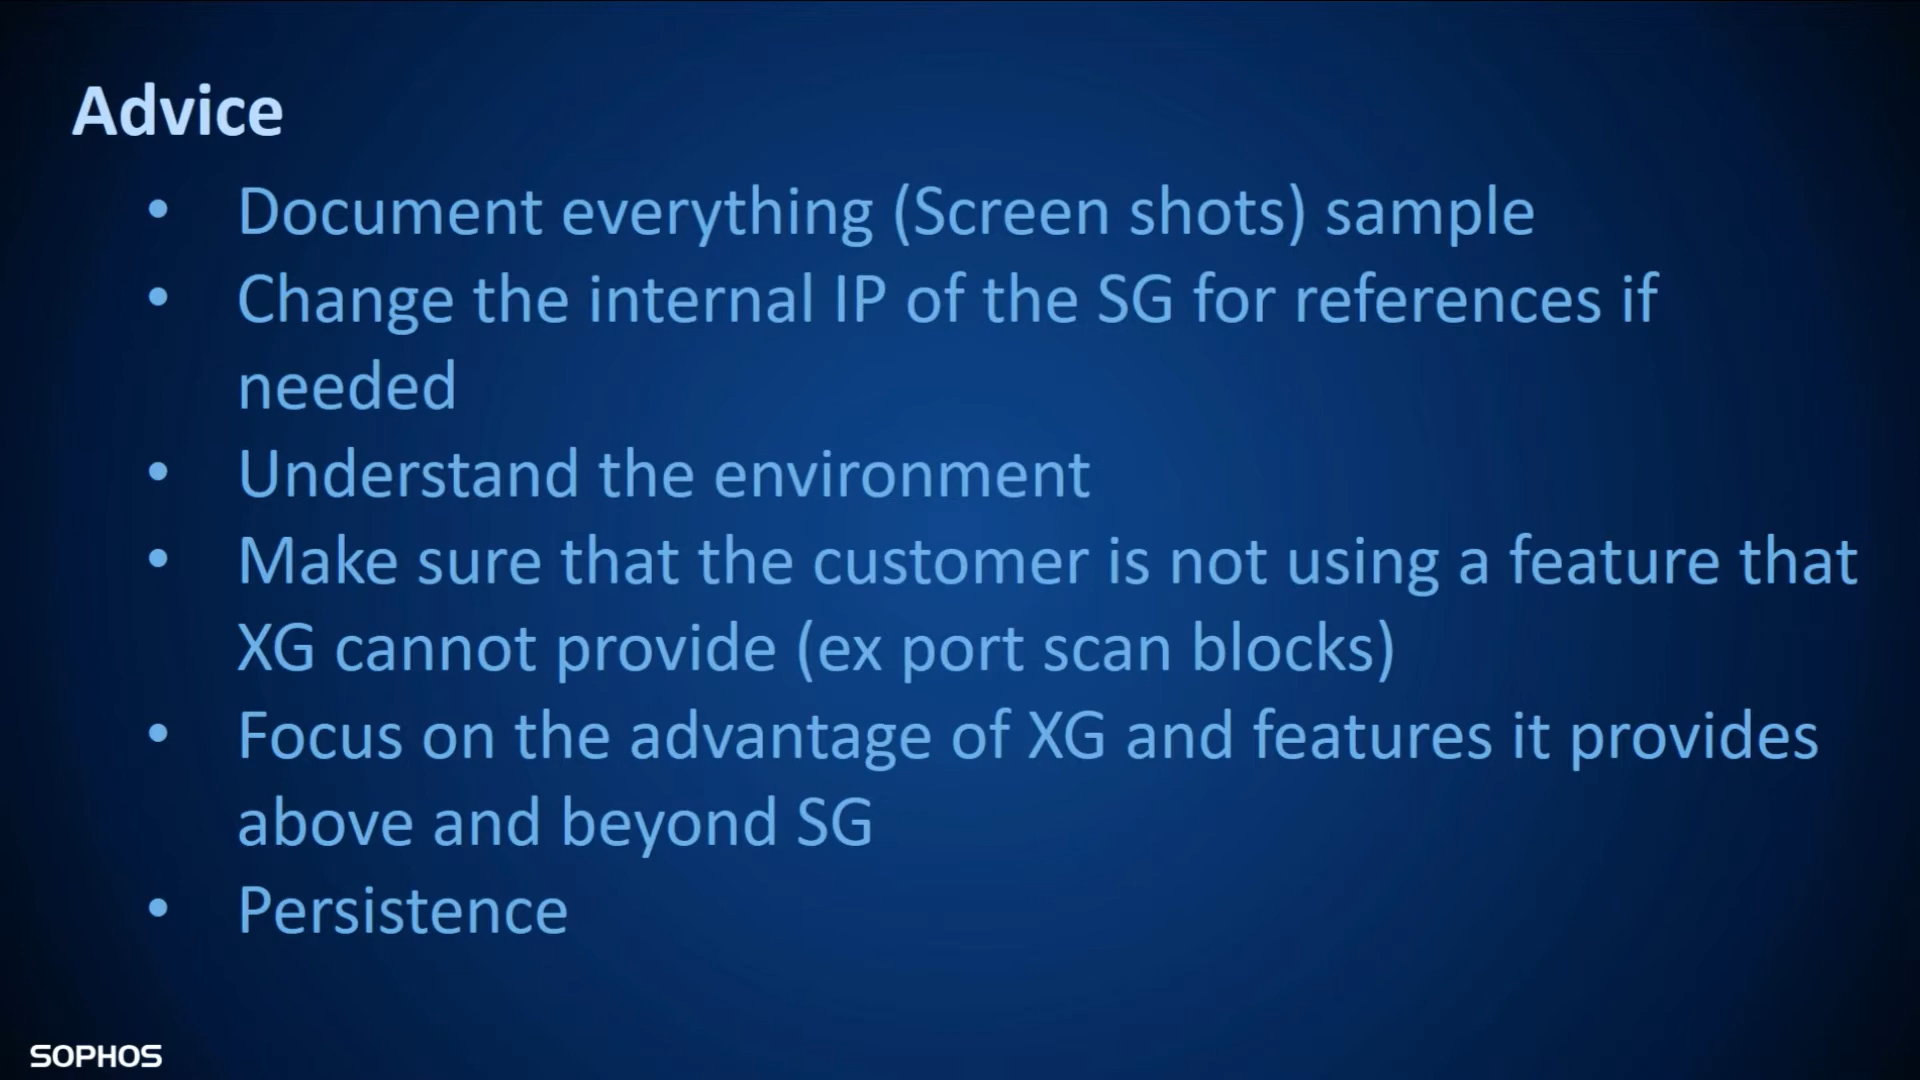 Advice
• Document everything (Screen shots) sample
• Change the internal IP of the SG for references if
needed
• Understand the environment
• Make sure that the customer is not using a feature that
XG cannot provide (ex port scan blocks)
• Focus on the advantage of XG and features it provides
above and beyond SG
• Persistence
SOPHOS